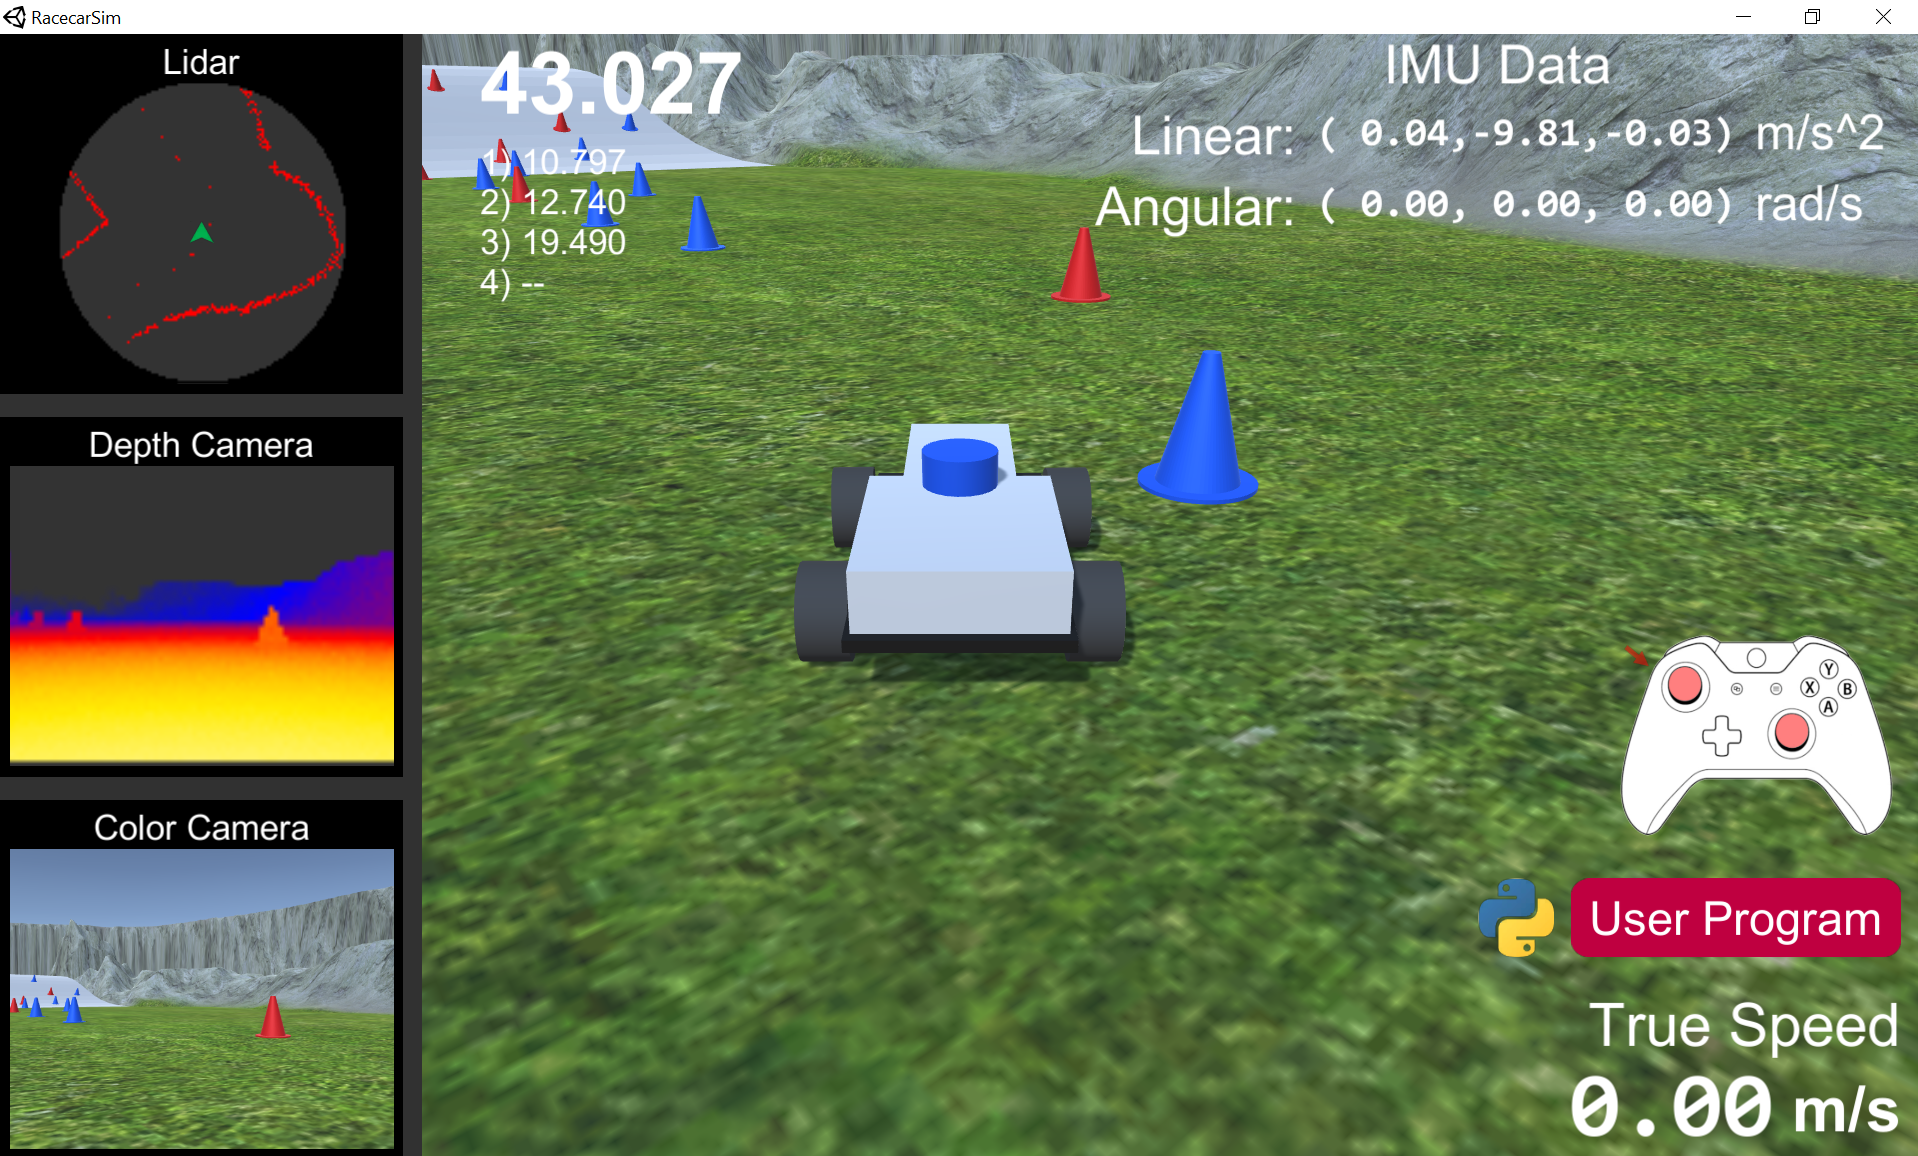 RacecarSim
Lidar
Depth Camera
Color Camera
43.027
1) 10.797
2) 12.740
3) 19.490
4) --
IMU Data
Linear: ( 0.04,-9.81,-0.03) m/s^2
Angular: ( 0.00, 0.00, 0.00) rad/s
Y
X B
A
User Program
True Speed
0.00 m/s